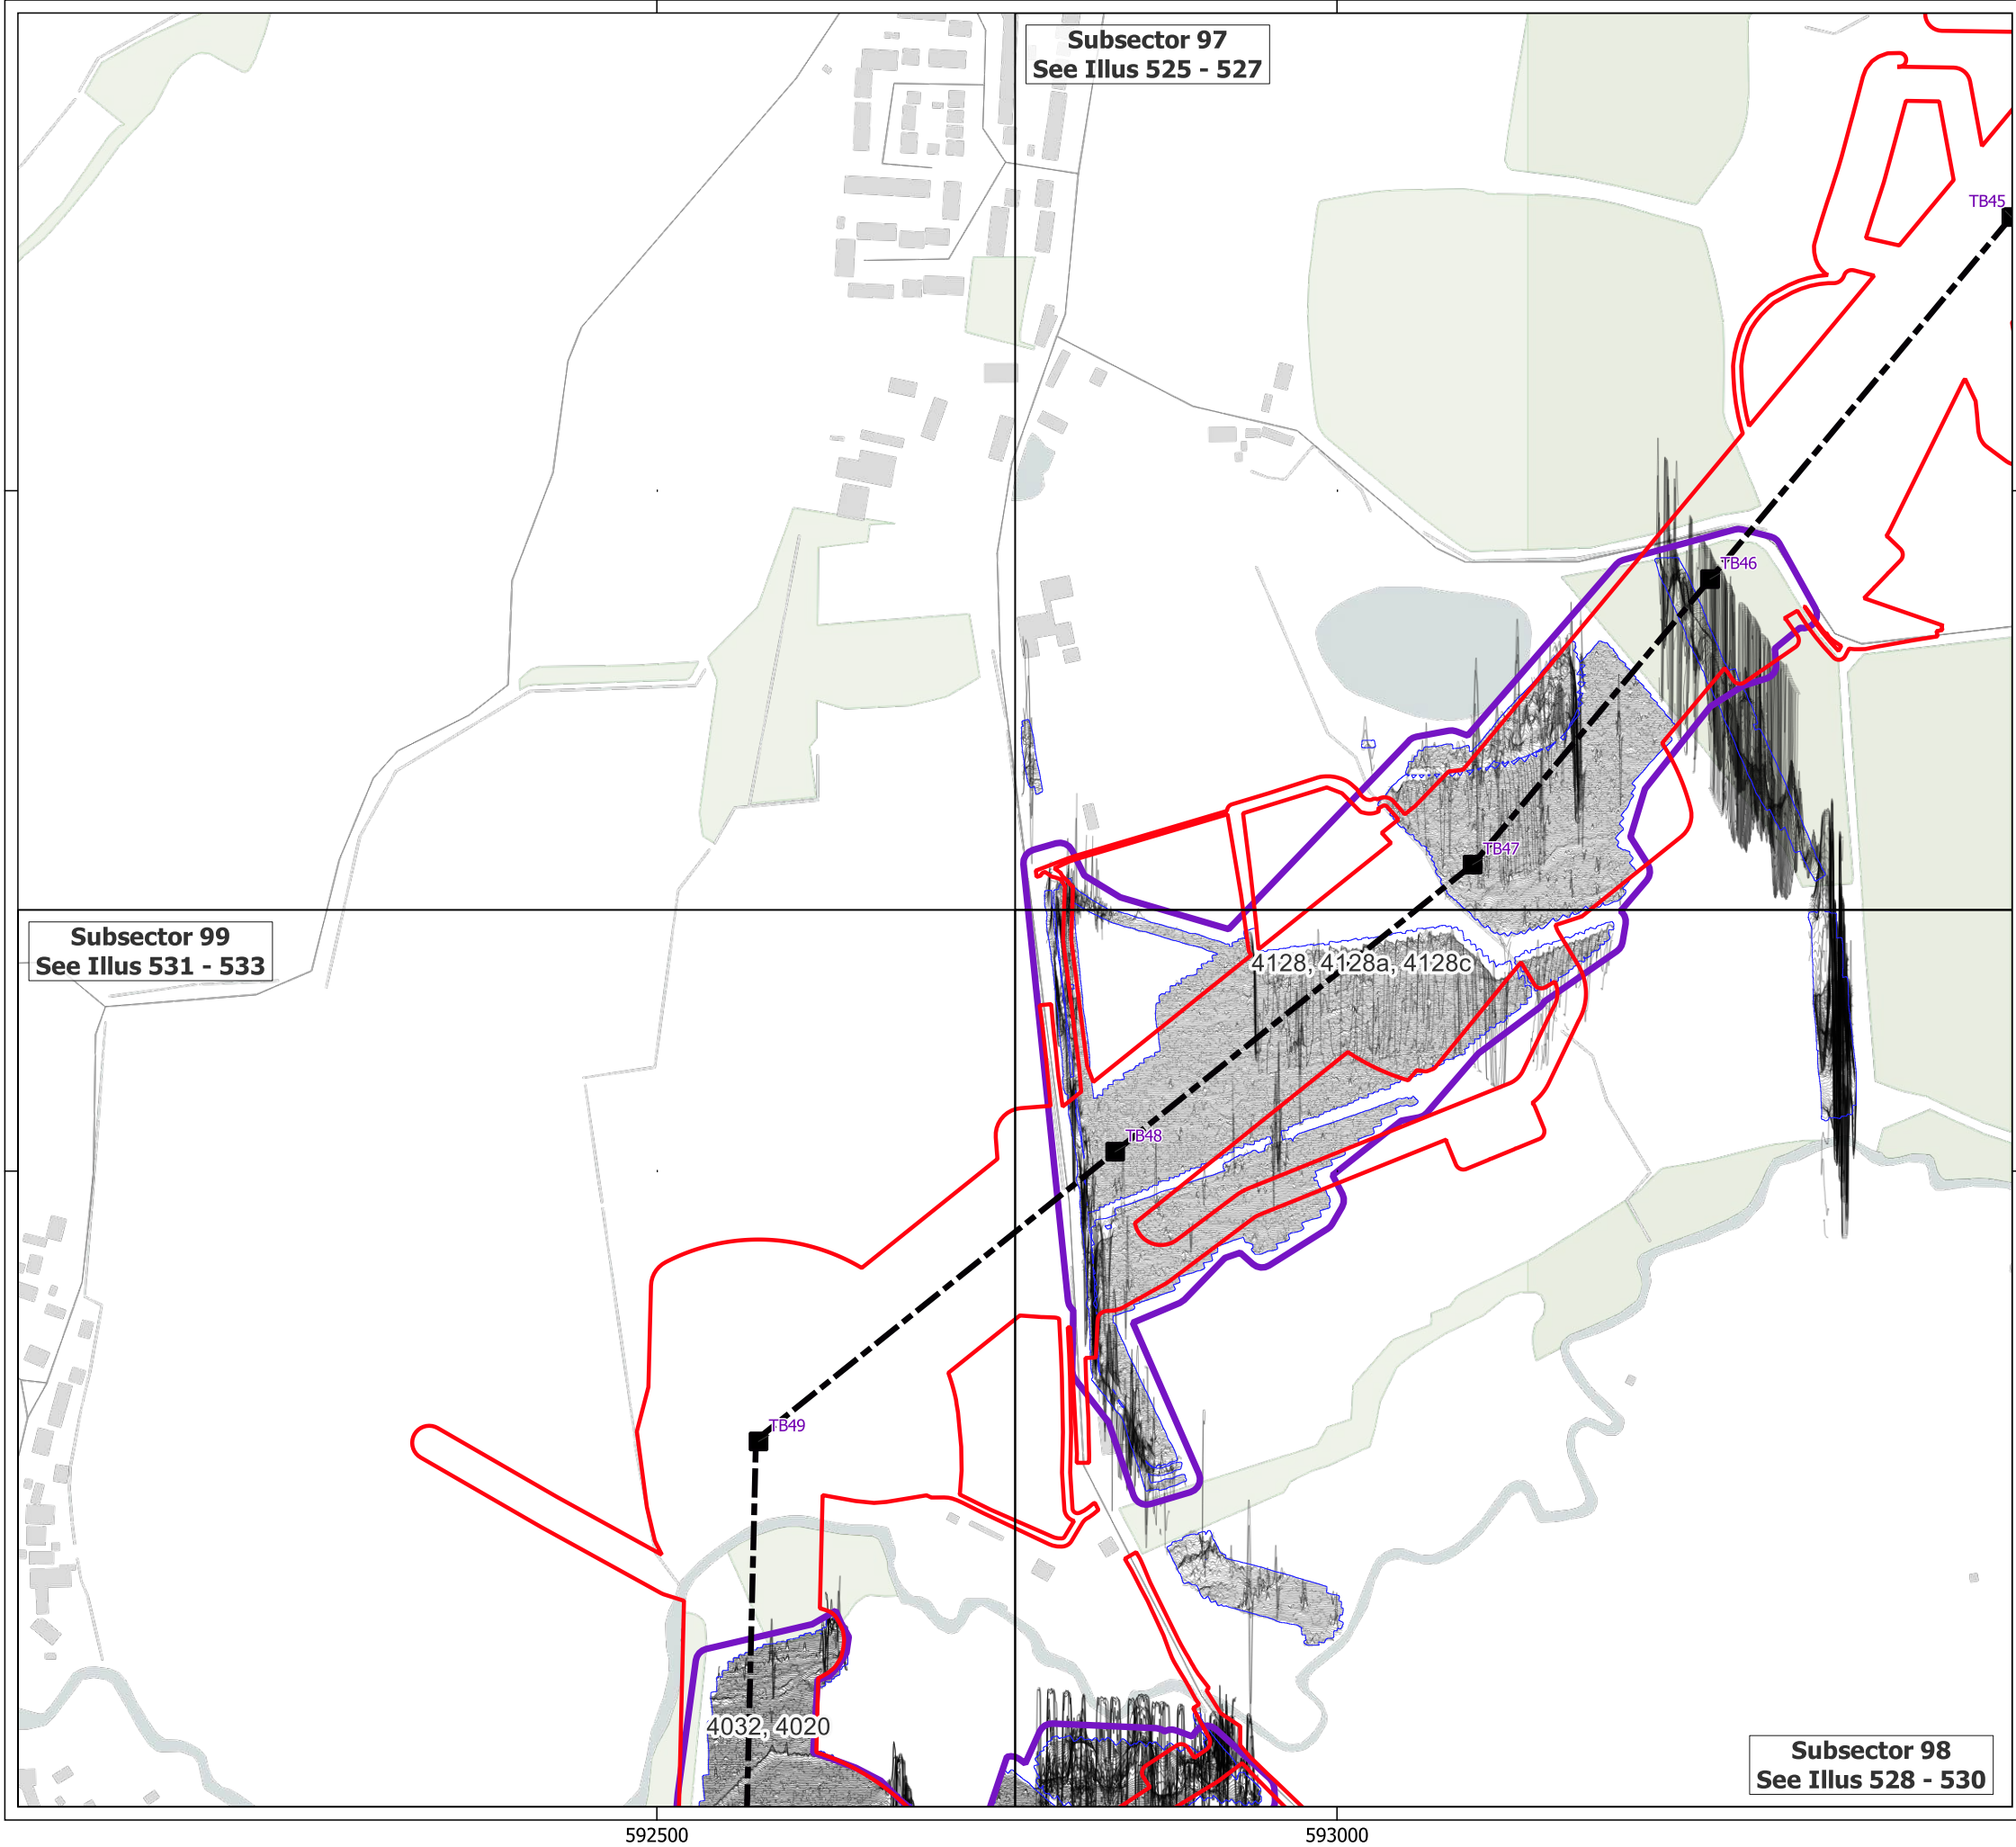 Subsector 97
See Illus 525 - 527
TB45
TB46
TB47
Subsector 99
See Illus 531 - 533
4128, 4128a, 4128c
TB48
TB49
4032, 4020
Subsector 98
See Illus 528 - 530
592500
593000